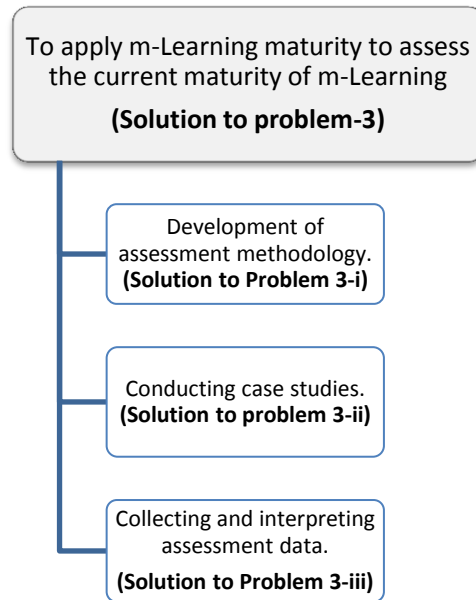 To apply m-Learning maturity to assess
the current maturity of m-Learning
(Solution to problem-3)
Development of
assessment methodology.
(Solution to Problem 3-i)
Conducting case studies.
(Solution to problem 3-ii)
Collecting and interpreting
assessment data.
(Solution to Problem 3-iii)